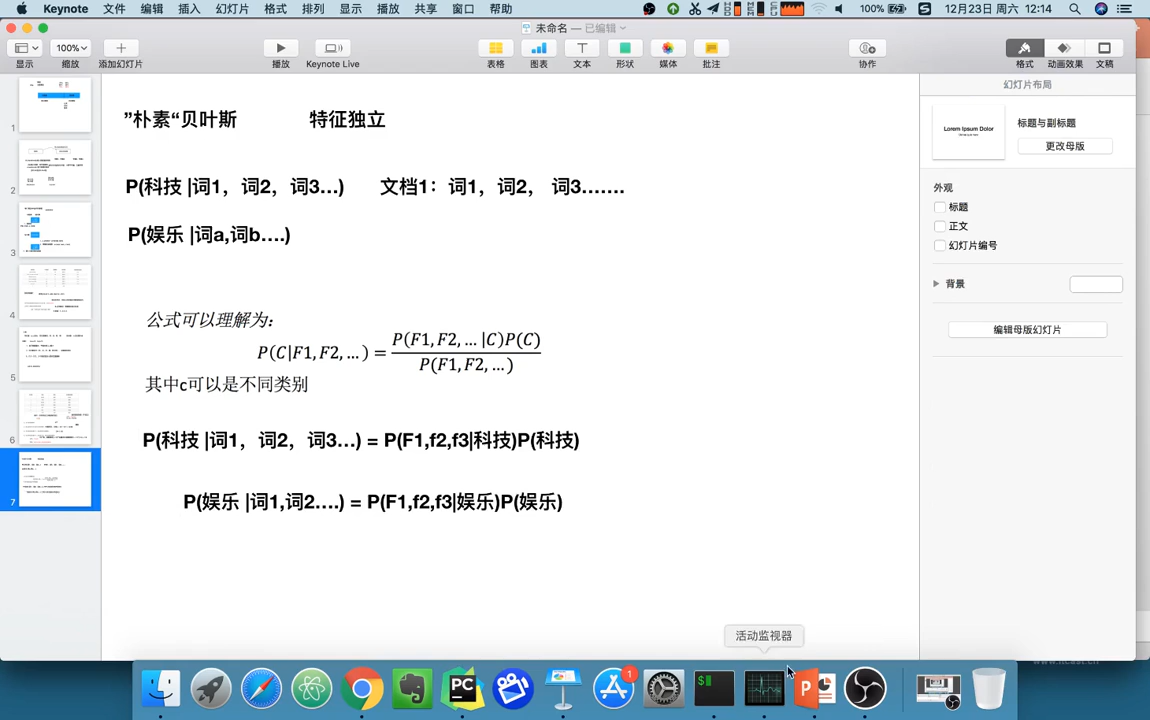 Keynote 文件 编辑 插入 幻灯片 格式 排列 显示 播放 共享 窗口 帮助 100% 12月23日 周六 12:14
未命名 — 已编辑
100%
显示 缩放 添加幻灯片 播放 Keynote Live 表格 图表 文本 形状 媒体 批注 协作 格式 动画效果 文稿
幻灯片布局
Lorem Ipsum Dolor
标题与副标题
更改母版
外观
标题
正文
幻灯片编号
背景
编辑母版幻灯片
1
2
3
4
5
6
7
”朴素“贝叶斯 特征独立
P(科技 |词1，词2，词3…) 文档1：词1，词2， 词3…….
P(娱乐 |词a,词b….)
公式可以理解为：
P(C|F1,F2,…) = P(F1,F2,… |C)P(C) / P(F1,F2,…)
其中c可以是不同类别
P(科技 |词1，词2，词3…) = P(F1,f2,f3|科技)P(科技)
P(娱乐 |词1,词2….) = P(F1,f2,f3|娱乐)P(娱乐)
活动监视器
1